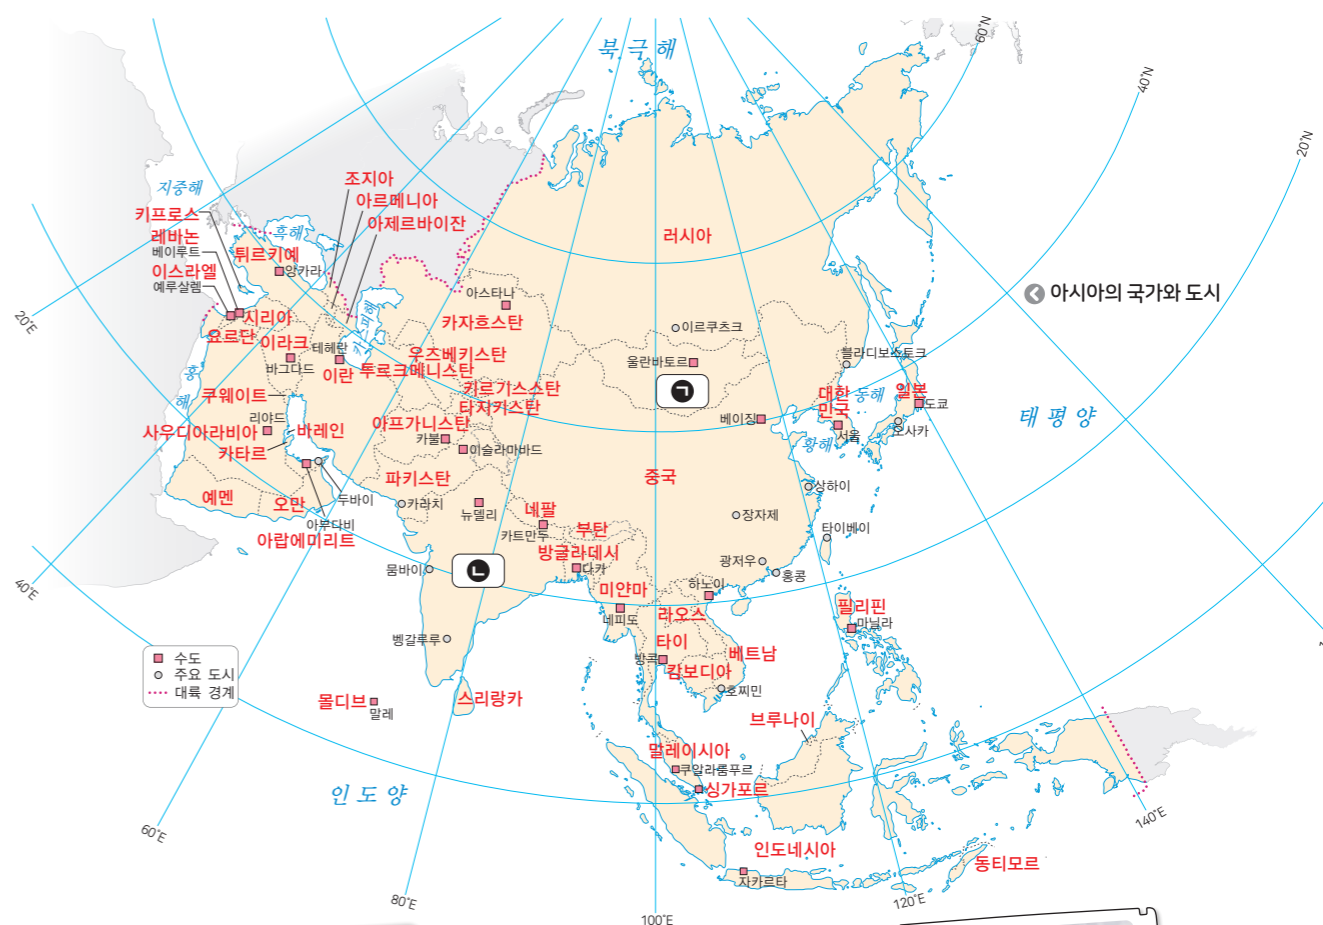 북극해
60°N
40°N
20°N
지중해
조지아
아르메니아
아제르바이잔
키프로스
레바논
베이루트
이스라엘
예루살렘
흑해
튀르키예
앙카라
러시아
아시아의 국가와 도시
20°E
시리아
요르단
이라크
바그다드
테헤란
이란
카스피해
아스타나
카자흐스탄
우즈베키스탄
투르크메니스탄
키르기스스탄
타지키스탄
이르쿠츠크
울란바토르
ㄱ
블라디보스토크
대한
민국
서울
동해
일본
도쿄
오사카
황해
베이징
태평양
홍
해
쿠웨이트
리야드
사우디아라비아
바레인
카타르
아프가니스탄
카불
이슬라마바드
파키스탄
중국
예멘
오만
두바이
아부다비
아랍에미리트
카라치
뉴델리
네팔
카트만두
부탄
방글라데시
다카
상하이
장자제
타이베이
광저우
홍콩
하노이
40°E
뭄바이
ㄴ
미얀마
네피도
라오스
필리핀
마닐라
벵갈루루
타이
방콕
캄보디아
베트남
호찌민
수도
주요 도시
대륙 경계
몰디브
말레
스리랑카
브루나이
말레이시아
쿠알라룸푸르
싱가포르
인도양
인도네시아
자카르타
동티모르
60°E
80°E
100°E
120°E
140°E